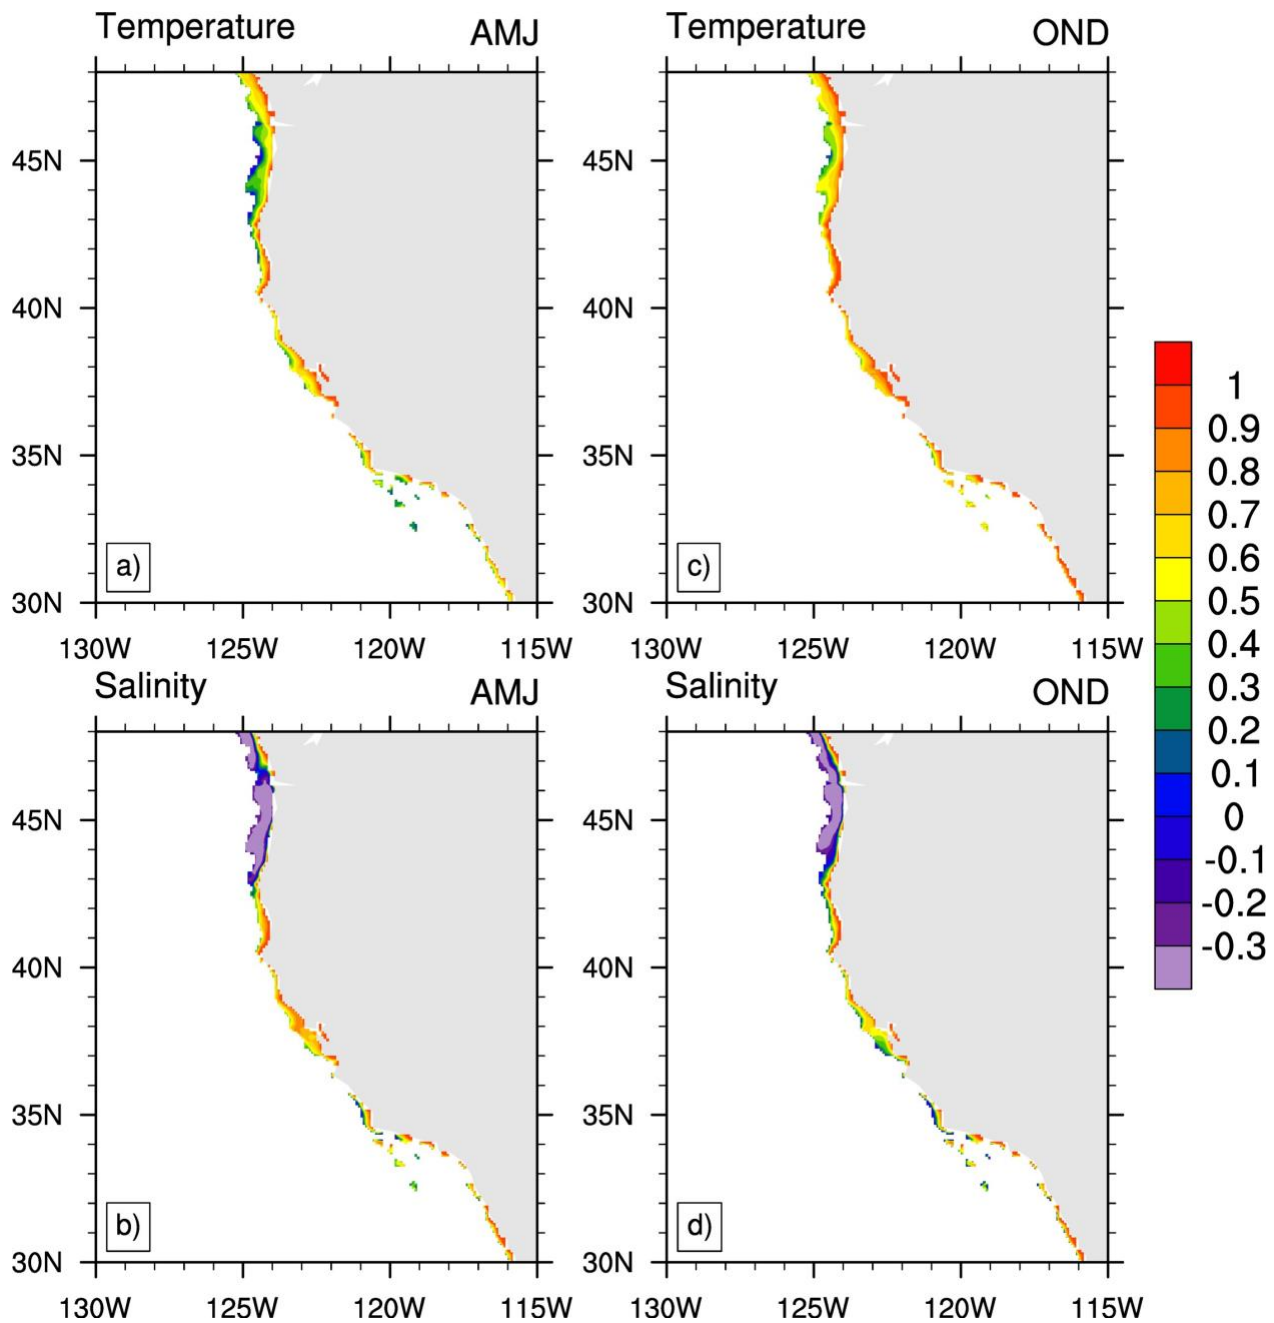 Temperature AMJ
45N
40N
35N
30N
130W 125W 120W 115W
a)
Temperature OND
45N
40N
35N
30N
130W 125W 120W 115W
c)
Salinity AMJ
45N
40N
35N
30N
130W 125W 120W 115W
b)
Salinity OND
45N
40N
35N
30N
130W 125W 120W 115W
d)
1
0.9
0.8
0.7
0.6
0.5
0.4
0.3
0.2
0.1
0
-0.1
-0.2
-0.3